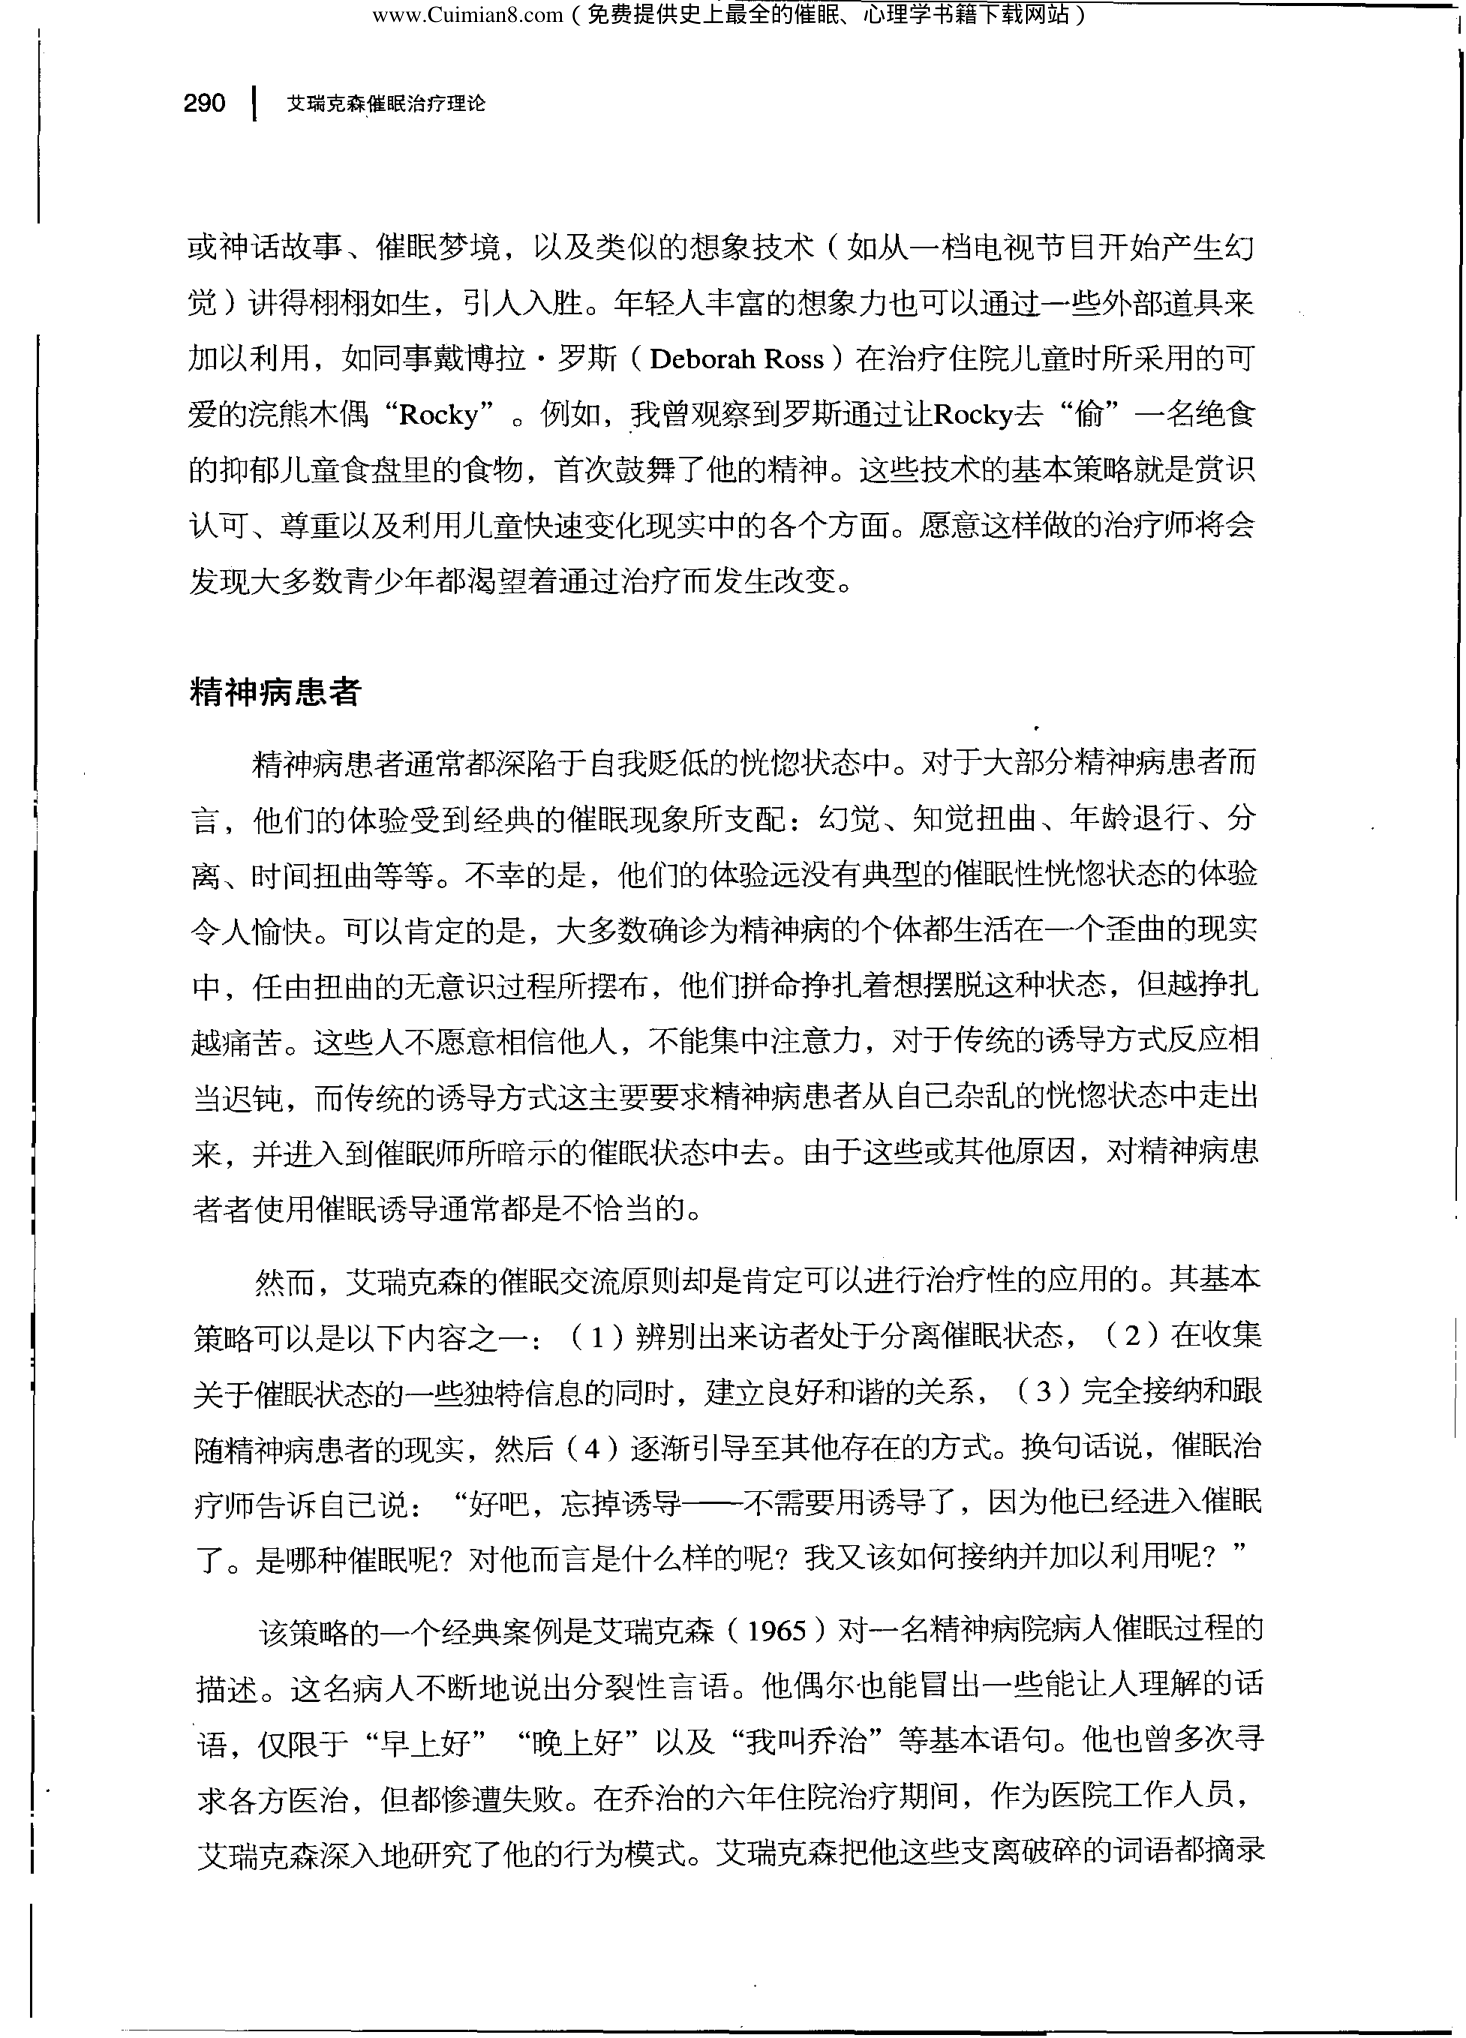 www.Cuimian8.com（免费提供史上最全的催眠、心理学书籍下载网站）
290 | 艾瑞克森催眠治疗理论
或神话故事、催眠梦境，以及类似的想象技术（如从一档电视节目开始产生幻
觉）讲得栩栩如生，引人入胜。年轻人丰富的想象力也可以通过一些外部道具来
加以利用，如同事戴博拉·罗斯（Deborah Ross）在治疗住院儿童时所采用的可
爱的浣熊木偶“Rocky”。例如，我曾观察到罗斯通过让Rocky去“偷”一名绝食
的抑郁儿童食盘里的食物，首次鼓舞了他的精神。这些技术的基本策略就是赏识
认可、尊重以及利用儿童快速变化现实中的各个方面。愿意这样做的治疗师将会
发现大多数青少年都渴望着通过治疗而发生改变。
精神病患者
精神病患者通常都深陷于自我贬低的恍惚状态中。对于大部分精神病患者而
言，他们的体验受到经典的催眠现象所支配：幻觉、知觉扭曲、年龄退行、分
离、时间扭曲等等。不幸的是，他们的体验远没有典型的催眠性恍惚状态的体验
令人愉快。可以肯定的是，大多数确诊为精神病的个体都生活在一个歪曲的现实
中，任由扭曲的无意识过程所摆布，他们拼命挣扎着想摆脱这种状态，但越挣扎
越痛苦。这些人不愿意相信他人，不能集中注意力，对于传统的诱导方式反应相
当迟钝，而传统的诱导方式这主要要求精神病患者从自己杂乱的恍惚状态中走出
来，并进入到催眠师所暗示的催眠状态中去。由于这些或其他原因，对精神病患
者者使用催眠诱导通常都是不恰当的。
然而，艾瑞克森的催眠交流原则却是肯定可以进行治疗性的应用的。其基本
策略可以是以下内容之一：（1）辨别出来访者处于分离催眠状态，（2）在收集
关于催眠状态的一些独特信息的同时，建立良好和谐的关系，（3）完全接纳和跟
随精神病患者的现实，然后（4）逐渐引导至其他存在的方式。换句话说，催眠治
疗师告诉自己说：“好吧，忘掉诱导——不需要用诱导了，因为他已经进入催眠
了。是哪种催眠呢？对他而言是什么样的呢？我又该如何接纳并加以利用呢？”
该策略的一个经典案例是艾瑞克森（1965）对一名精神病院病人催眠过程的
描述。这名病人不断地说出分裂性言语。他偶尔也能冒出一些能让人理解的话
语，仅限于“早上好”“晚上好”以及“我叫乔治”等基本语句。他也曾多次寻
求各方医治，但都惨遭失败。在乔治的六年住院治疗期间，作为医院工作人员，
艾瑞克森深入地研究了他的行为模式。艾瑞克森把他这些支离破碎的词语都摘录